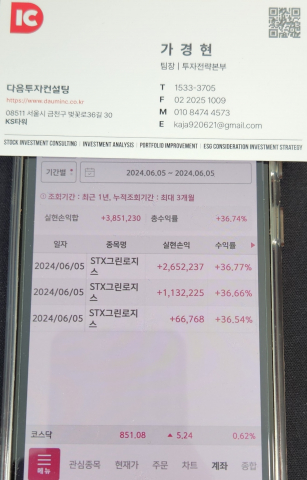 IC
가 경 현
팀장 | 투자전략본부
다음투자컨설팅
https://www.dauminc.co.kr
08511 서울시 금천구 벚꽃로36길 30
KS타워
T 1533-3705
F 02 2025 1009
M 010 8474 4573
E kaja920621@gmail.com
STOCK INVESTMENT CONSULTING | INVESTMENT ANALYSIS | PORTFOLIO IMPROVEMENT | ESG CONSIDERATION INVESTMENT STRATEGY
기간별 2024.06.05 ~ 2024.06.05
조회기간 : 최근 1년, 누적조회기간 : 최대 3개월
실현손익합 +3,851,230 총수익률 +36.74%
일자 종목명 실현손익 수익률
2024/06/05 STX그린로지스 +2,652,237 +36.77%
2024/06/05 STX그린로지스 +1,132,225 +36.66%
2024/06/05 STX그린로지스 +66,768 +36.54%
코스닥 851.08 ▲ 5.24 0.62%
메뉴 관심종목 현재가 주문 차트 계좌 종합